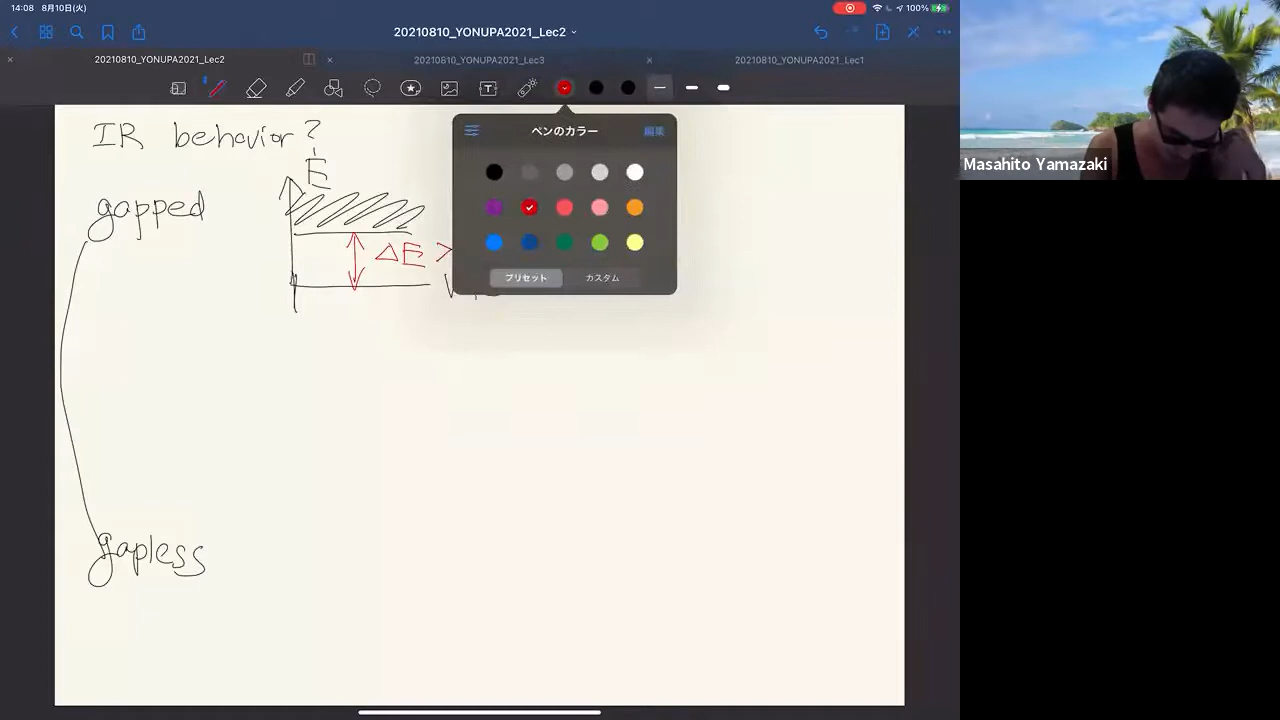 14:08 8月10日(火)
100%
20210810_YONUPA2021_Lec2
20210810_YONUPA2021_Lec2
20210810_YONUPA2021_Lec3
20210810_YONUPA2021_Lec1
ペンのカラー
編集
プリセット
カスタム
IR behavior?
E
gapped
ΔE >
gapless
Masahito Yamazaki